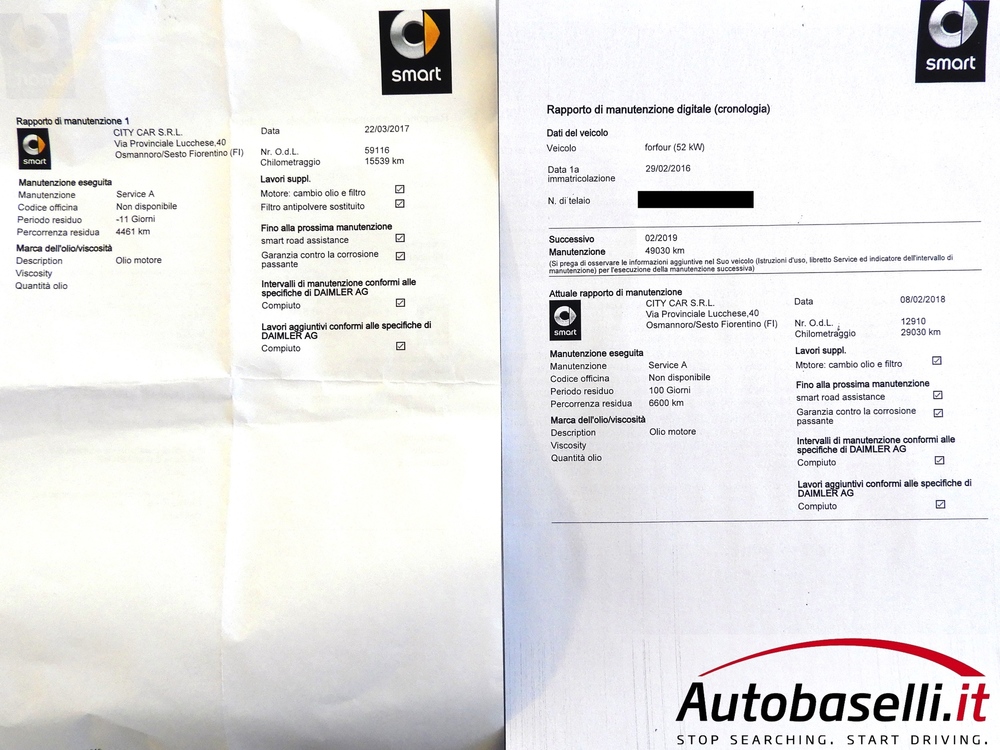 smart
Rapporto di manutenzione 1
smart
CITY CAR S.R.L.
Via Provinciale Lucchese,40
Osmannoro/Sesto Fiorentino (FI)
Data 22/03/2017
Nr. O.d.L. 59116
Chilometraggio 15539 km
Manutenzione eseguita
Manutenzione Service A
Codice officina Non disponibile
Periodo residuo -11 Giorni
Percorrenza residua 4461 km
Marca dell'olio/viscosità
Description Olio motore
Viscosity
Quantità olio
Lavori suppl.
Motore: cambio olio e filtro
Filtro antipolvere sostituito
Fino alla prossima manutenzione
smart road assistance
Garanzia contro la corrosione
passante
Intervalli di manutenzione conformi alle
specifiche di DAIMLER AG
Compiuto
Lavori aggiuntivi conformi alle specifiche di
DAIMLER AG
Compiuto
smart
Rapporto di manutenzione digitale (cronologia)
Dati del veicolo
Veicolo forfour (52 kW)
Data 1a 29/02/2016
immatricolazione
N. di telaio
Successivo 02/2019
Manutenzione 49030 km
(Si prega di osservare le informazioni aggiuntive nel Suo veicolo (Istruzioni d'uso, libretto Service ed indicatore dell'intervallo di
manutenzione) per l'esecuzione della manutenzione successiva)
Attuale rapporto di manutenzione
smart
CITY CAR S.R.L.
Via Provinciale Lucchese,40
Osmannoro/Sesto Fiorentino (FI)
Data 08/02/2018
Nr. O.d.L. 12910
Chilometraggio 29030 km
Manutenzione eseguita
Manutenzione Service A
Codice officina Non disponibile
Periodo residuo 100 Giorni
Percorrenza residua 6600 km
Marca dell'olio/viscosità
Description Olio motore
Viscosity
Quantità olio
Lavori suppl.
Motore: cambio olio e filtro
Fino alla prossima manutenzione
smart road assistance
Garanzia contro la corrosione
passante
Intervalli di manutenzione conformi alle
specifiche di DAIMLER AG
Compiuto
Lavori aggiuntivi conformi alle specifiche di
DAIMLER AG
Compiuto
Autobaselli.it
STOP SEARCHING. START DRIVING.